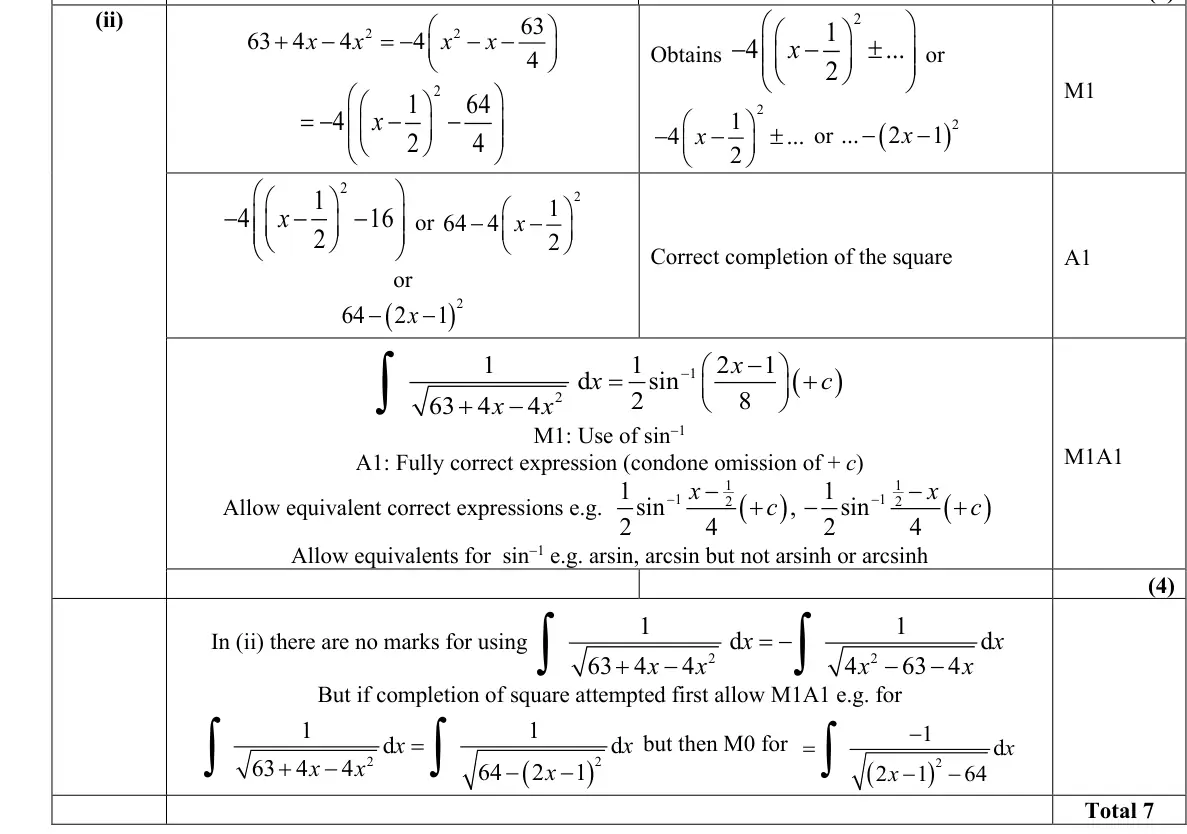 (ii)
63 + 4x − 4x² = −4(x² − x − 63/4)
= −4((x − 1/2)² − 64/4)
Obtains −4((x − 1/2)² ± ...) or
−4(x − 1/2)² ± ... or ... − (2x − 1)²
M1
−4((x − 1/2)² − 16) or 64 − 4(x − 1/2)²
or
64 − (2x − 1)²
Correct completion of the square
A1
∫ 1/√(63 + 4x − 4x²) dx = 1/2 sin⁻¹((2x − 1)/8)(+ c)
M1: Use of sin⁻¹
A1: Fully correct expression (condone omission of + c)
Allow equivalent correct expressions e.g. 1/2 sin⁻¹ (x − 1/2)/4 (+ c), − 1/2 sin⁻¹ (1/2 − x)/4 (+ c)
Allow equivalents for sin⁻¹ e.g. arsin, arcsin but not arsinh or arcsinh
M1A1
(4)
In (ii) there are no marks for using ∫ 1/√(63 + 4x − 4x²) dx = −∫ 1/√(4x² − 63 − 4x) dx
But if completion of square attempted first allow M1A1 e.g. for
∫ 1/√(63 + 4x − 4x²) dx = ∫ 1/√(64 − (2x − 1)²) dx but then M0 for = ∫ −1/√((2x − 1)² − 64) dx
Total 7